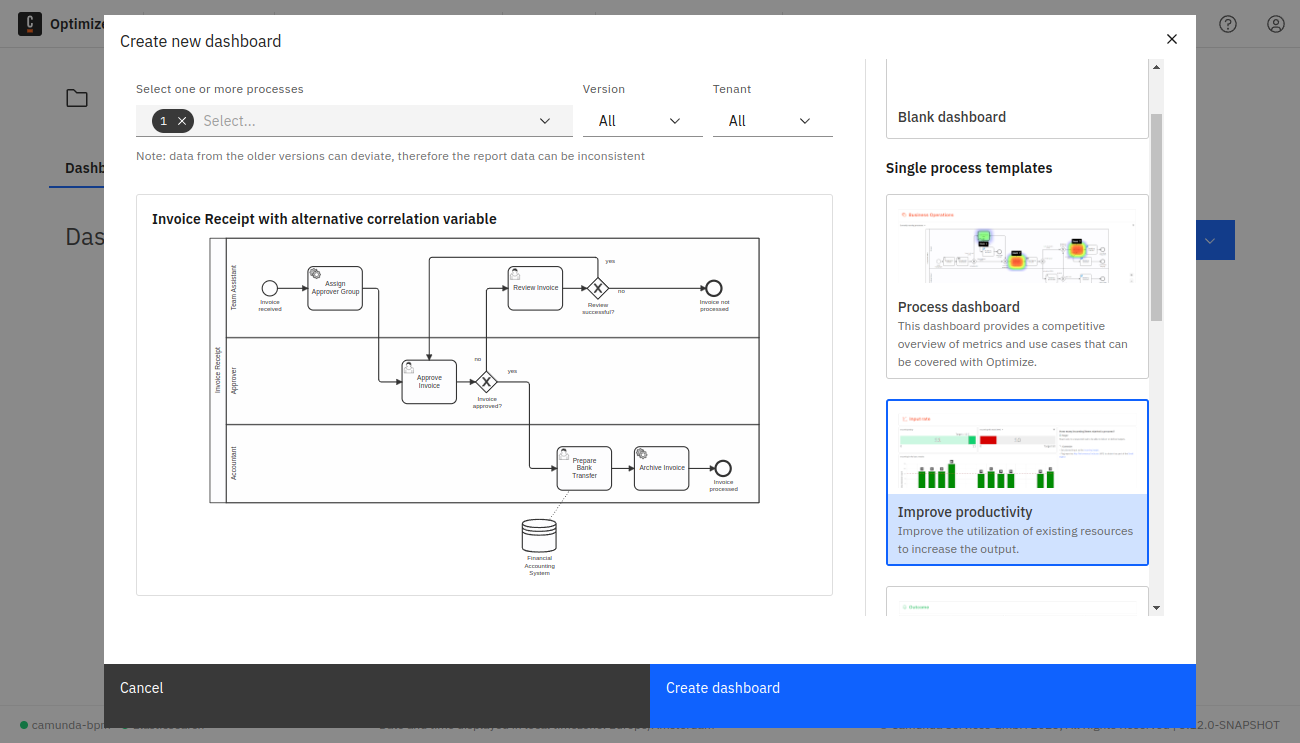 Optimize
Create new dashboard
Select one or more processes
Version
Tenant
1
Select...
All
All
Note: data from the older versions can deviate, therefore the report data can be inconsistent
Invoice Receipt with alternative correlation variable
Invoice Receipt
Team Assistant
Approver
Accountant
Invoice
received
Assign
Approver Group
Review Invoice
Review
successful?
yes
no
Invoice not
processed
Approve
Invoice
Invoice
approved?
no
yes
Prepare
Bank
Transfer
Archive Invoice
Invoice
processed
Financial
Accounting
System
Blank dashboard
Single process templates
Business Operations
Process dashboard
This dashboard provides a competitive
overview of metrics and use cases that can
be covered with Optimize.
Improve productivity
Improve the utilization of existing resources
to increase the output.
Overview
Cancel
Create dashboard
Dashb
Das
camunda-bpm
2.0-SNAPSHOT